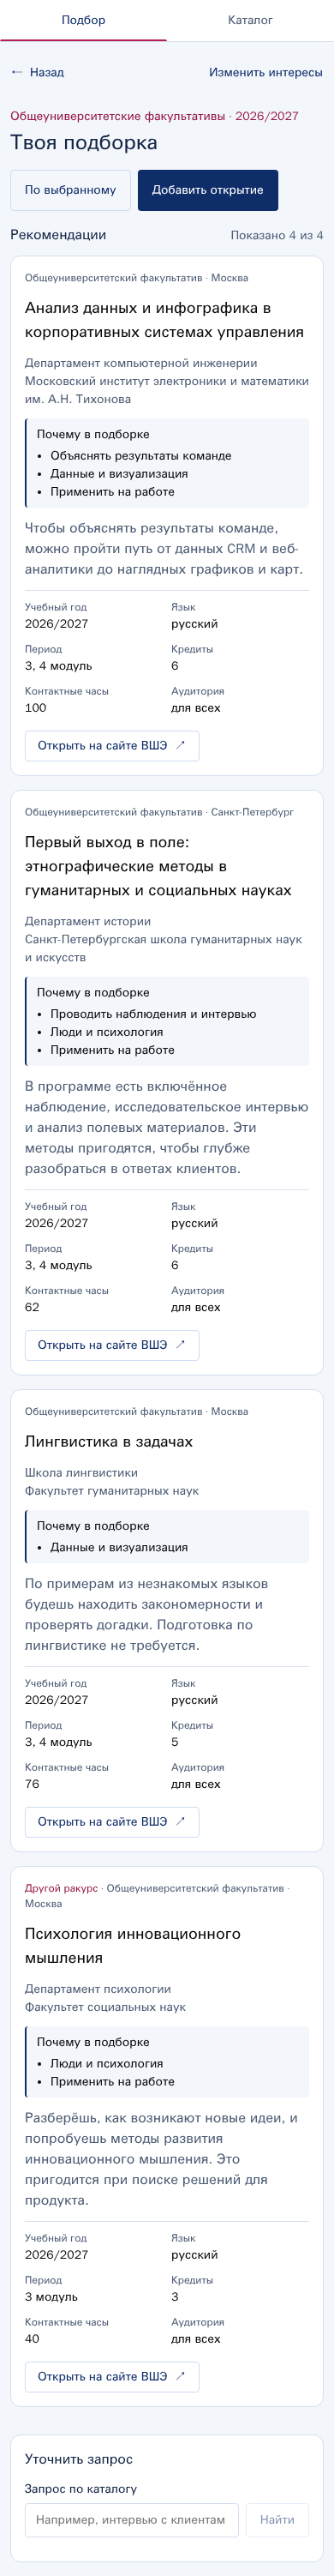 Подбор
Каталог
← Назад
Изменить интересы
Общеуниверситетские факультативы · 2026/2027
Твоя подборка
По выбранному
Добавить открытие
Рекомендации
Показано 4 из 4
Общеуниверситетский факультатив · Москва
Анализ данных и инфографика в
корпоративных системах управления
Департамент компьютерной инженерии
Московский институт электроники и математики
им. А.Н. Тихонова
Почему в подборке
• Объяснять результаты команде
• Данные и визуализация
• Применить на работе
Чтобы объяснять результаты команде,
можно пройти путь от данных CRM и веб-
аналитики до наглядных графиков и карт.
Учебный год
2026/2027
Язык
русский
Период
3, 4 модуль
Кредиты
6
Контактные часы
100
Аудитория
для всех
Открыть на сайте ВШЭ ↗
Общеуниверситетский факультатив · Санкт-Петербург
Первый выход в поле:
этнографические методы в
гуманитарных и социальных науках
Департамент истории
Санкт-Петербургская школа гуманитарных наук
и искусств
Почему в подборке
• Проводить наблюдения и интервью
• Люди и психология
• Применить на работе
В программе есть включённое
наблюдение, исследовательское интервью
и анализ полевых материалов. Эти
методы пригодятся, чтобы глубже
разобраться в ответах клиентов.
Учебный год
2026/2027
Язык
русский
Период
3, 4 модуль
Кредиты
6
Контактные часы
62
Аудитория
для всех
Открыть на сайте ВШЭ ↗
Общеуниверситетский факультатив · Москва
Лингвистика в задачах
Школа лингвистики
Факультет гуманитарных наук
Почему в подборке
• Данные и визуализация
По примерам из незнакомых языков
будешь находить закономерности и
проверять догадки. Подготовка по
лингвистике не требуется.
Учебный год
2026/2027
Язык
русский
Период
3, 4 модуль
Кредиты
5
Контактные часы
76
Аудитория
для всех
Открыть на сайте ВШЭ ↗
Другой ракурс · Общеуниверситетский факультатив ·
Москва
Психология инновационного
мышления
Департамент психологии
Факультет социальных наук
Почему в подборке
• Люди и психология
• Применить на работе
Разберёшь, как возникают новые идеи, и
попробуешь методы развития
инновационного мышления. Это
пригодится при поиске решений для
продукта.
Учебный год
2026/2027
Язык
русский
Период
3 модуль
Кредиты
3
Контактные часы
40
Аудитория
для всех
Открыть на сайте ВШЭ ↗
Уточнить запрос
Запрос по каталогу
Например, интервью с клиентам
Найти